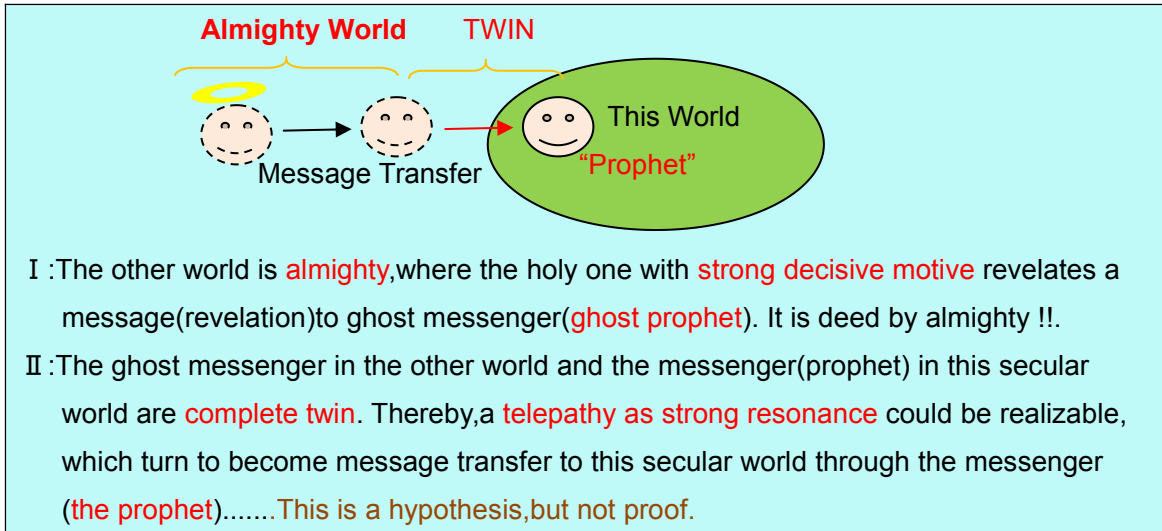 Almighty World TWIN
This World
“Prophet”
Message Transfer
Ⅰ:The other world is almighty,where the holy one with strong decisive motive revelates a
message(revelation)to ghost messenger(ghost prophet). It is deed by almighty !!.
Ⅱ:The ghost messenger in the other world and the messenger(prophet) in this secular
world are complete twin. Thereby,a telepathy as strong resonance could be realizable,
which turn to become message transfer to this secular world through the messenger
(the prophet)........This is a hypothesis,but not proof.